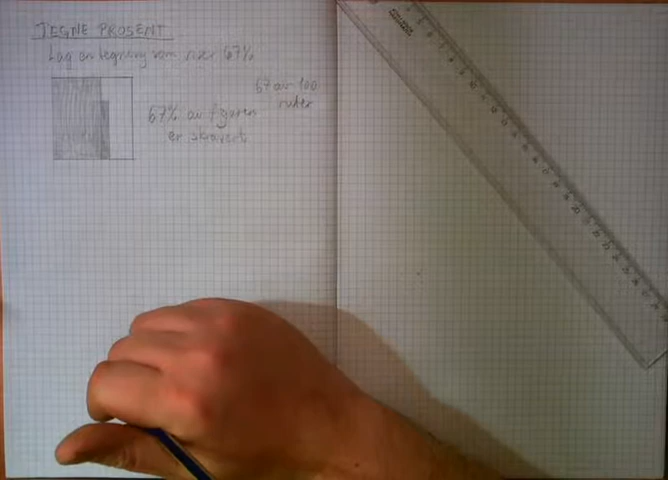 TEGNE PROSENT
Lag en tegning som viser 67%
67 av 100
ruter
67% av figuren
er skravert